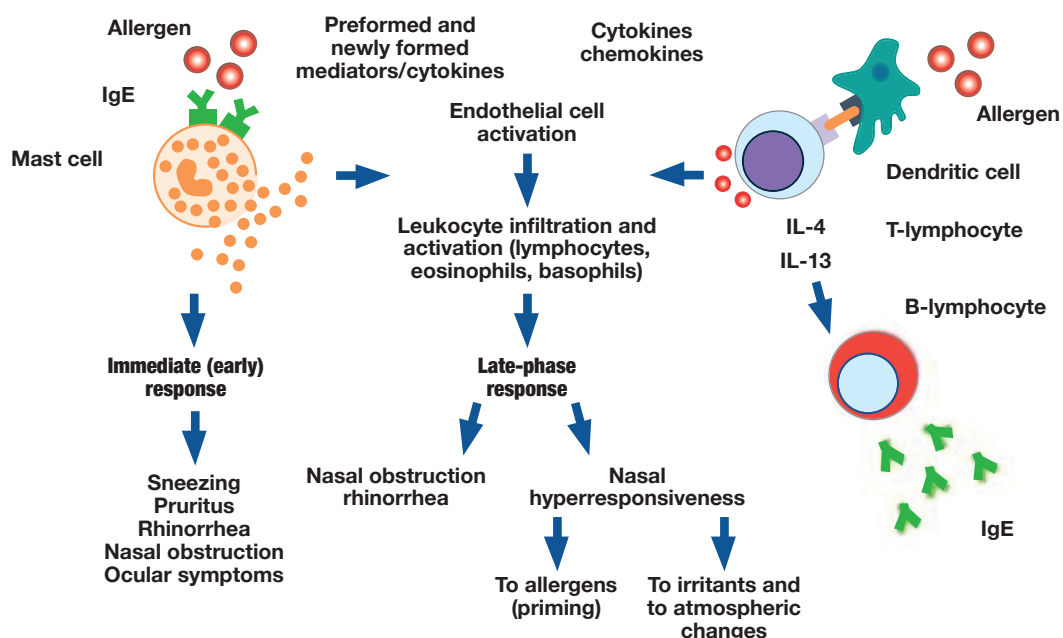 Allergen
IgE
Mast cell
Preformed and
newly formed
mediators/cytokines
Cytokines
chemokines
Endothelial cell
activation
Allergen
Dendritic cell
Leukocyte infiltration and
activation (lymphocytes,
eosinophils, basophils)
IL-4
T-lymphocyte
IL-13
B-lymphocyte
IgE
Immediate (early)
response
Late-phase
response
Sneezing
Pruritus
Rhinorrhea
Nasal obstruction
Ocular symptoms
Nasal obstruction
rhinorrhea
Nasal
hyperresponsiveness
To allergens
(priming)
To irritants and
to atmospheric
changes